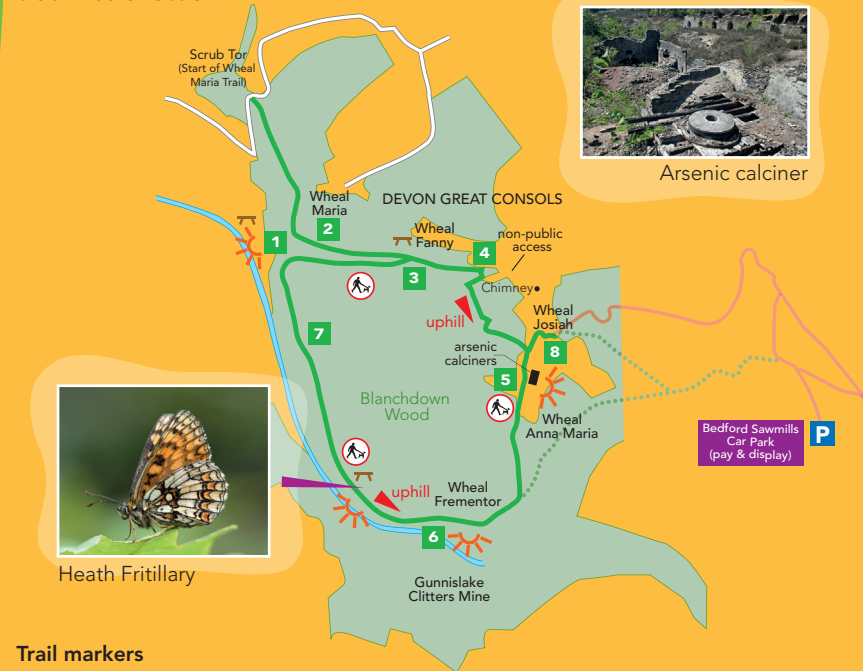 Scrub Tor
(Start of Wheal
Maria Trail)
Arsenic calciner
Wheal
Maria
DEVON GREAT CONSOLS
2
1
Wheal
Fanny
4
non-public
access
3
Chimney
uphill
Wheal
Josiah
7
arsenic
calciners
8
5
Blanchdown
Wood
Wheal
Anna Maria
Bedford Sawmills
Car Park
(pay & display)
P
uphill
Wheal
Frementor
6
Heath Fritillary
Gunnislake
Clitters Mine
Trail markers